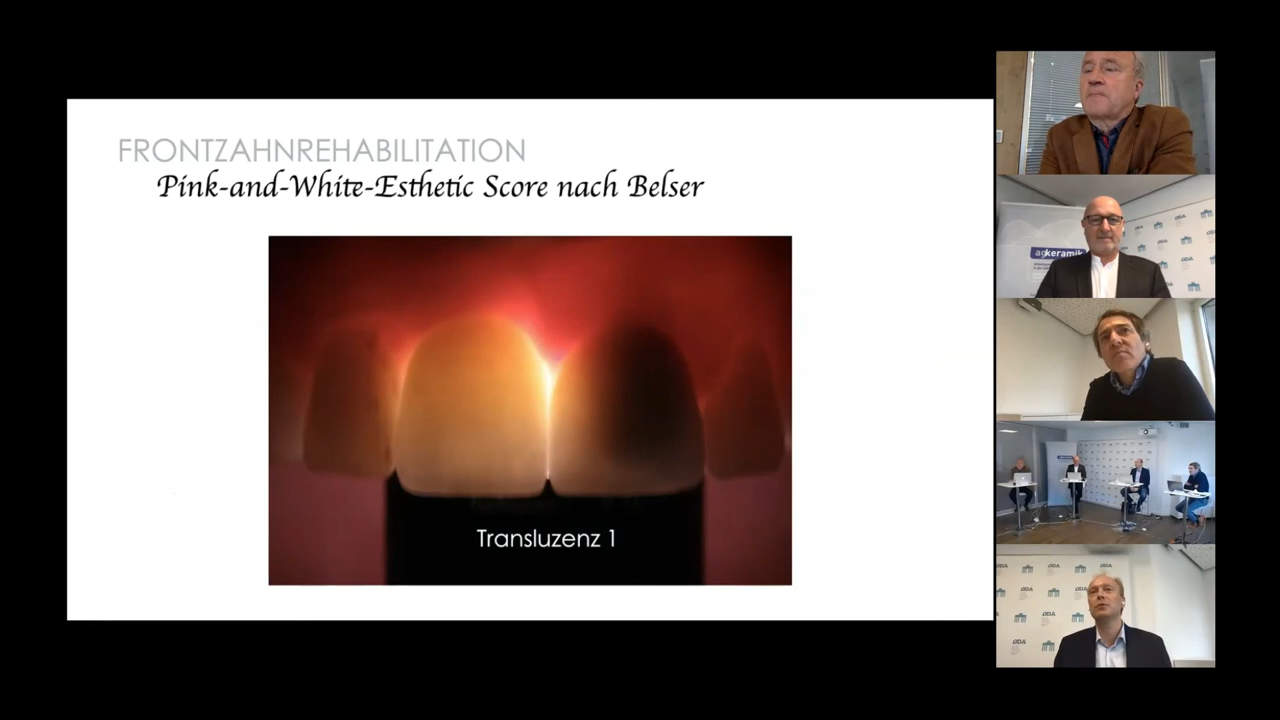 FRONTZAHNREHABILITATION
Pink-and-White-Esthetic Score nach Belser
Transluzenz 1
agkeramik